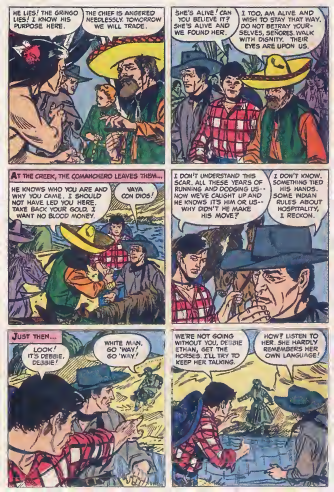 HE LIES! THE GRINGO
LIES! I KNOW HIS
PURPOSE HERE.
THE CHIEF IS ANGERED
NEEDLESSLY. TOMORROW
WE WILL TRADE.
SHE'S ALIVE! CAN
YOU BELIEVE IT?
SHE'S ALIVE AND
WE FOUND HER.
I TOO, AM ALIVE AND
WISH TO STAY THAT WAY,
DO NOT BETRAY YOUR-
SELVES, SEÑORES. WALK
WITH DIGNITY. THEIR
EYES ARE UPON US.
AT THE CREEK, THE COMANCHERO LEAVES THEM...
HE KNOWS WHO YOU ARE AND
WHY YOU CAME. I SHOULD
NOT HAVE LED YOU HERE.
TAKE BACK YOUR GOLD. I
WANT NO BLOOD MONEY.
VAYA
CON DIOS!
I DON'T UNDERSTAND THIS
SCAR, ALL THESE YEARS OF
RUNNING AND DODGING US--
NOW WE'VE CAUGHT UP AND
HE KNOWS IT'S HIM OR US--
WHY DIDN'T HE MAKE
HIS MOVE?
I DON'T KNOW.
SOMETHING TIED
HIS HANDS.
SOME INDIAN
RULES ABOUT
HOSPITALITY,
I RECKON.
JUST THEN...
LOOK!
IT'S DEBBIE.
DEBBIE!
WHITE MAN,
GO 'WAY!
GO 'WAY!
WE'RE NOT GOING
WITHOUT YOU, DEBBIE
ETHAN, GET THE
HORSES. I'LL TRY TO
KEEP HER TALKING.
HOW? LISTEN TO
HER. SHE HARDLY
REMEMBERS HER
OWN LANGUAGE!